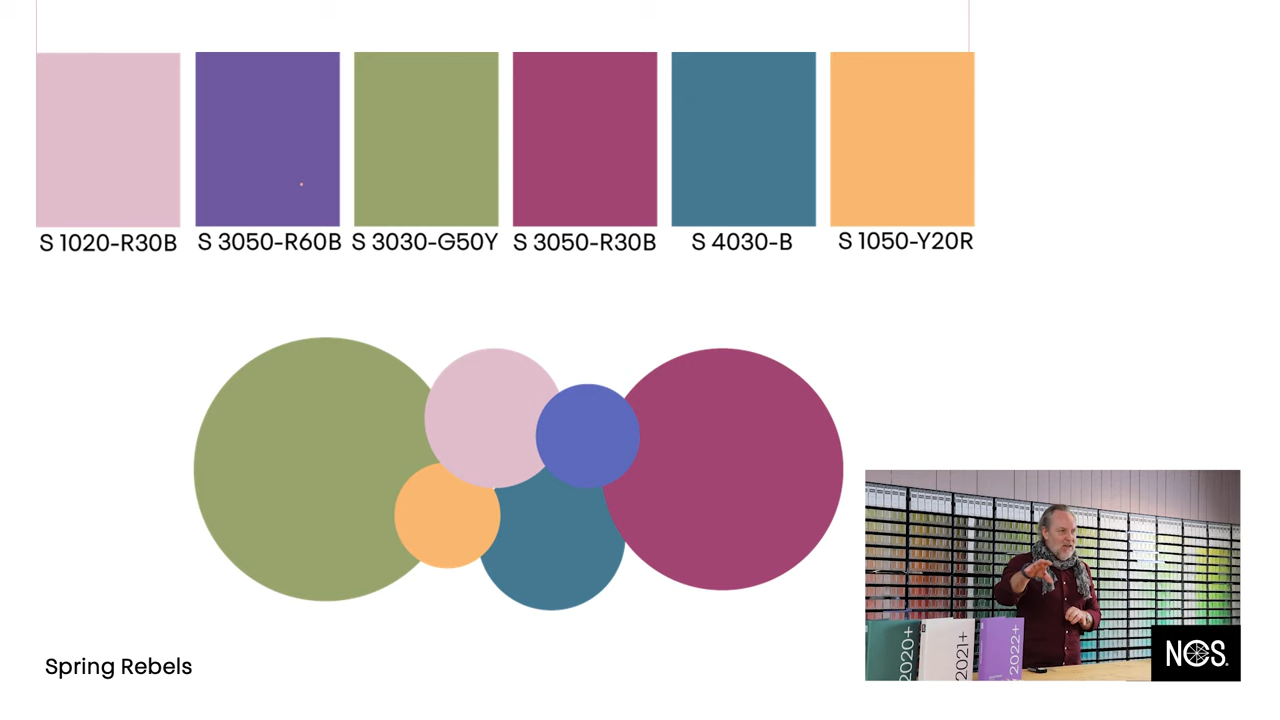 S 1020-R30B
S 3050-R60B
S 3030-G50Y
S 3050-R30B
S 4030-B
S 1050-Y20R
2020+
2021+
2022+
NCS
Spring Rebels